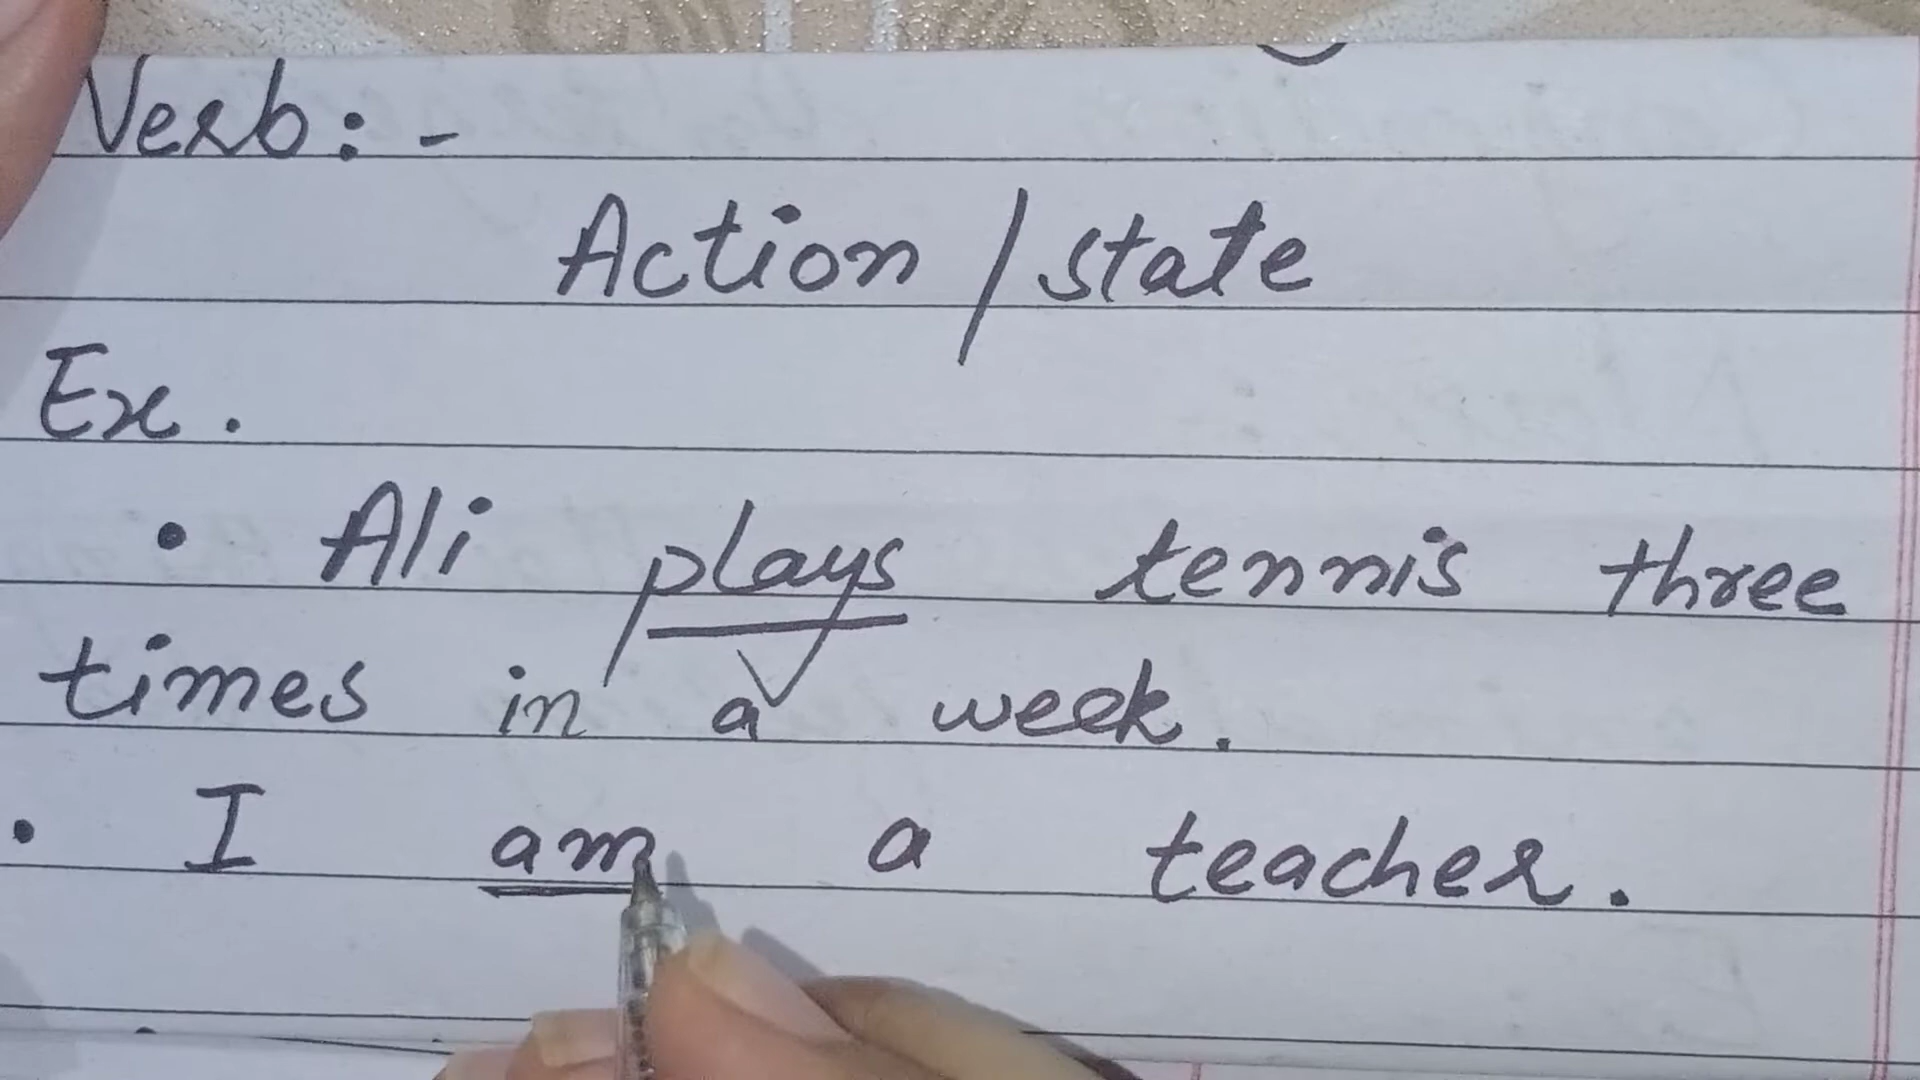 Verb:-
Action/state
Ex.
• Ali plays tennis three
times in a week.
• I am a teacher.